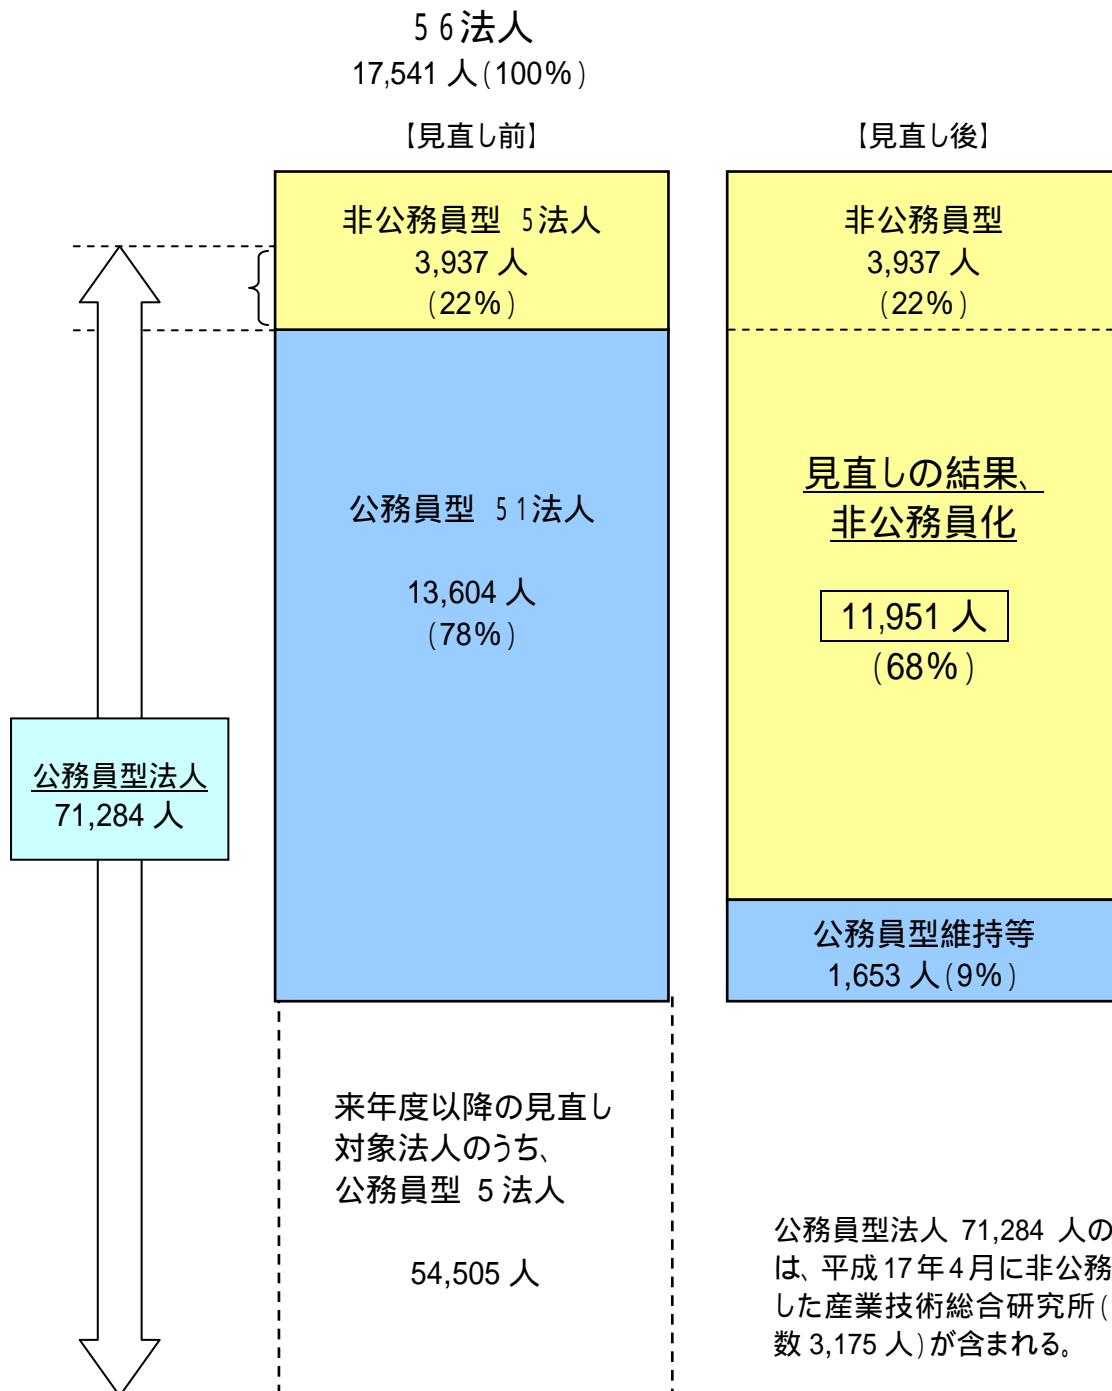 56法人
17,541 人(100%)
【見直し前】
【見直し後】
非公務員型 5法人
3,937 人
(22%)
非公務員型
3,937 人
(22%)
公務員型 51法人
13,604 人
(78%)
見直しの結果、
非公務員化
11,951 人
(68%)
公務員型法人
71,284 人
公務員型維持等
1,653 人(9%)
来年度以降の見直し
対象法人のうち、
公務員型 5法人
54,505 人
公務員型法人 71,284 人の
は、平成17年4月に非公務
した産業技術総合研究所(
数 3,175 人)が含まれる。